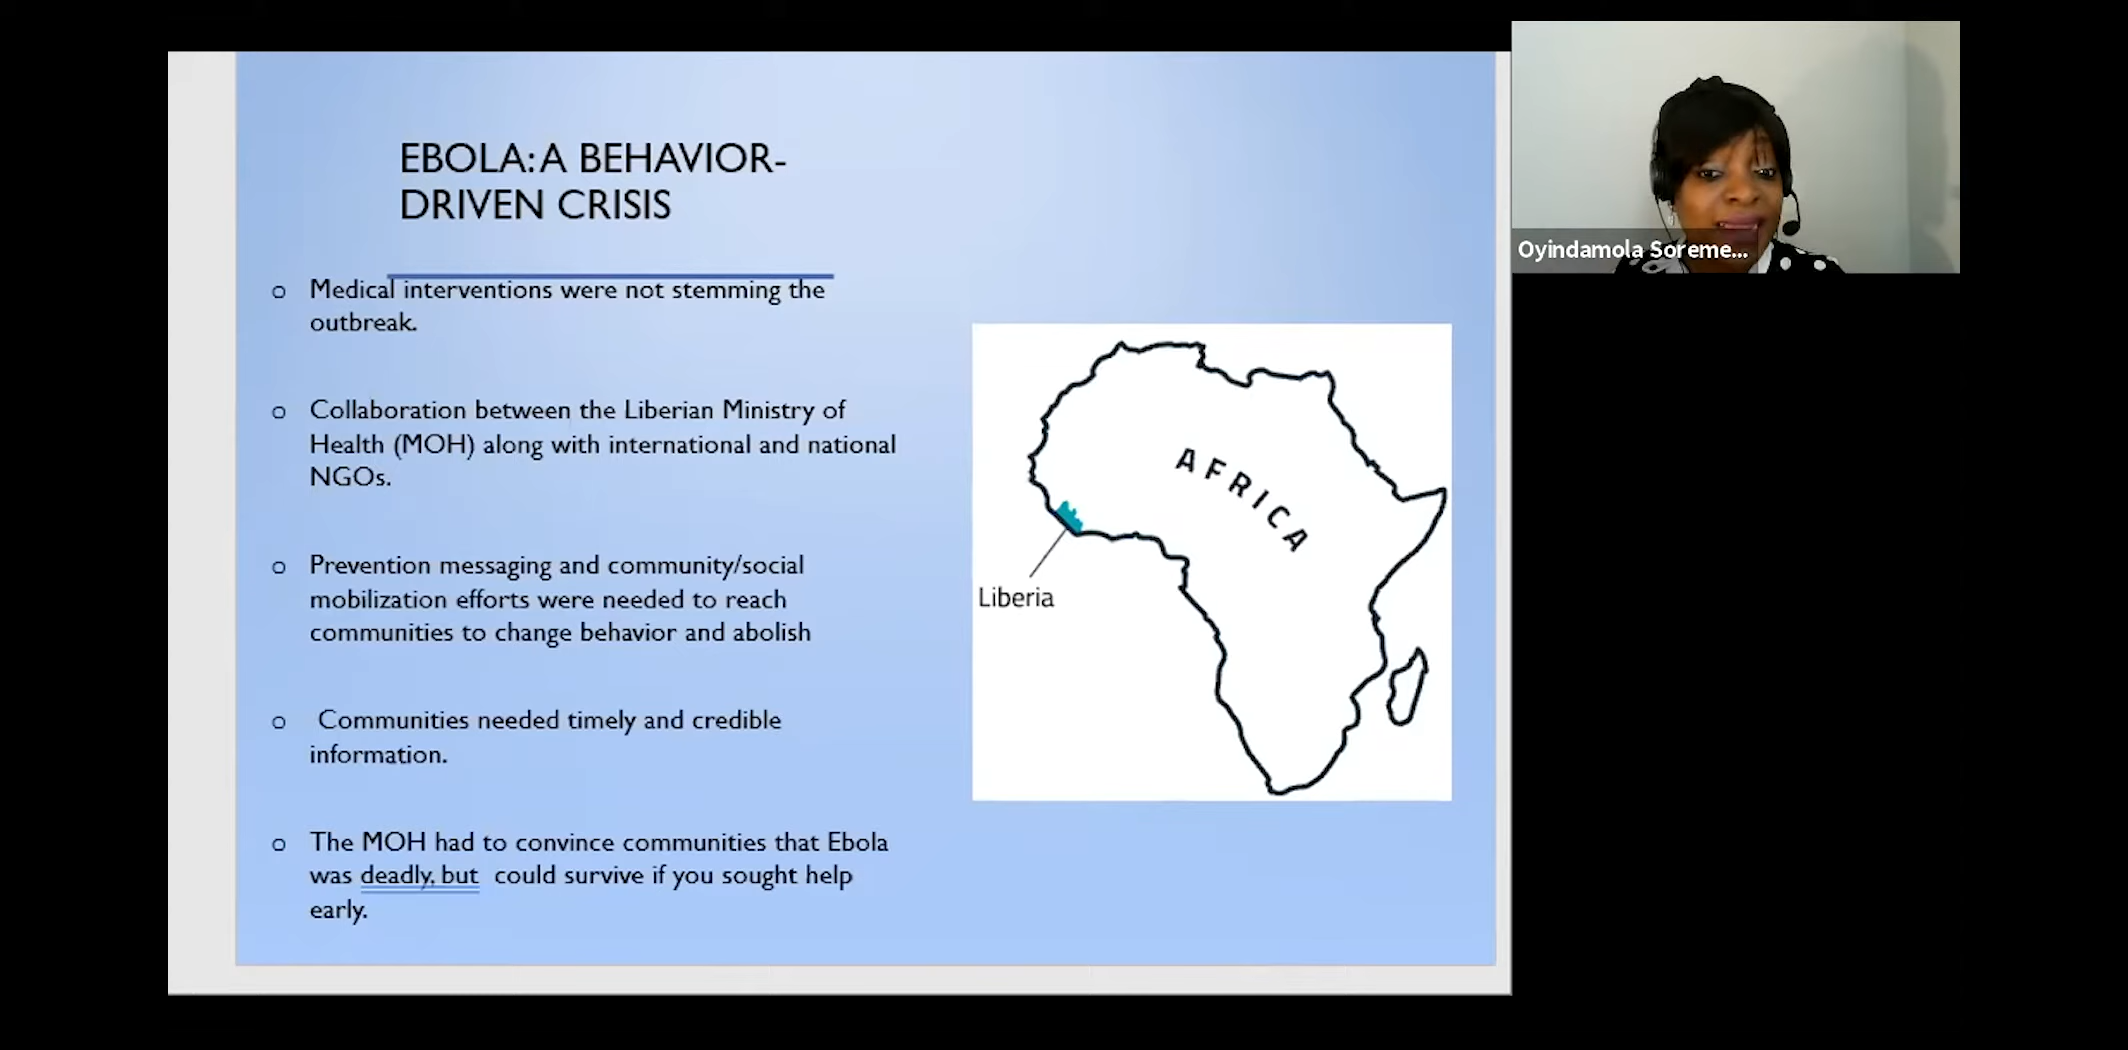 EBOLA: A BEHAVIOR-
DRIVEN CRISIS
Medical interventions were not stemming the
outbreak.
Collaboration between the Liberian Ministry of
Health (MOH) along with international and national
NGOs.
Prevention messaging and community/social
mobilization efforts were needed to reach
communities to change behavior and abolish
Communities needed timely and credible
information.
The MOH had to convince communities that Ebola
was deadly, but could survive if you sought help
early.
AFRICA
Liberia
Oyindamola Soreme...